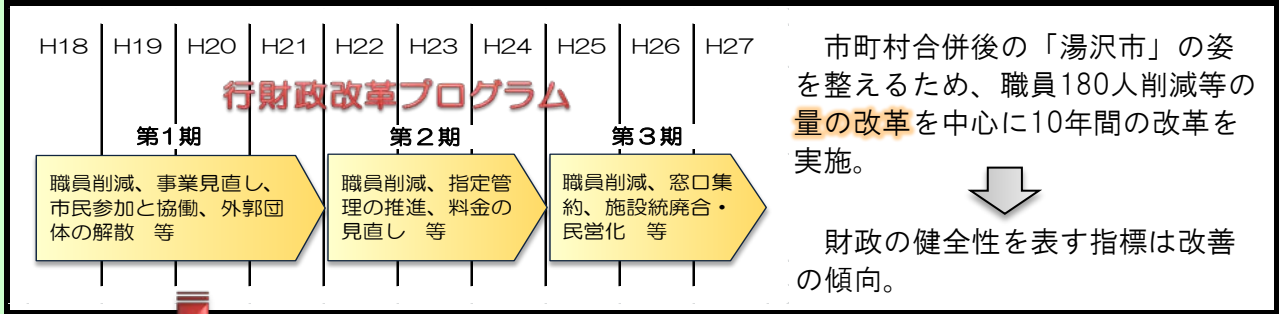 H18 H19 H20 H21 H22 H23 H24 H25 H26 H27
行財政改革プログラム
第1期
職員削減、事業見直し、
市民参加と協働、外郭団
体の解散　等
第2期
職員削減、指定管
理の推進、料金の
見直し　等
第3期
職員削減、窓口集
約、施設統廃合・
民営化　等
市町村合併後の「湯沢市」の姿
を整えるため、職員180人削減等の
量の改革を中心に10年間の改革を
実施。
財政の健全性を表す指標は改善
の傾向。